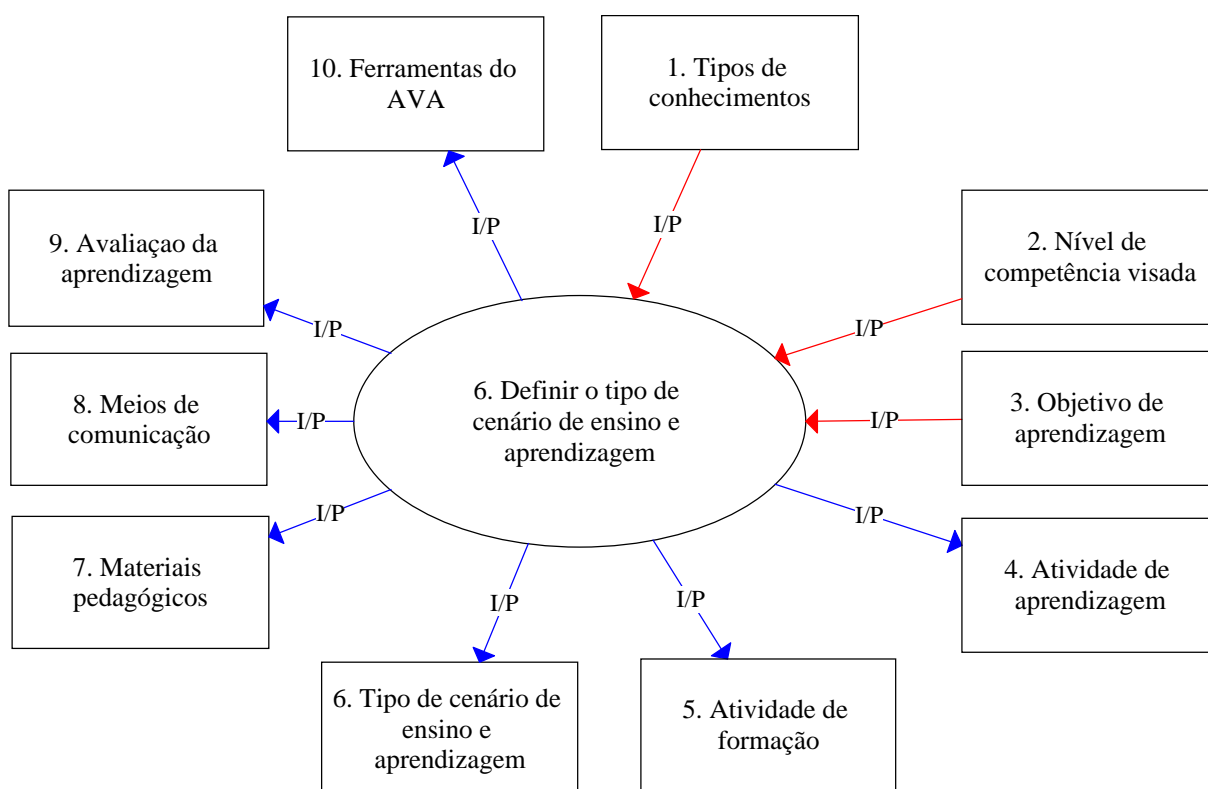 10. Ferramentas do
AVA
1. Tipos de
conhecimentos
I/P
I/P
9. Avaliaçao da
aprendizagem
2. Nível de
competência visada
I/P
I/P
8. Meios de
comunicação
I/P
6. Definir o tipo de
cenário de ensino e
aprendizagem
I/P
3. Objetivo de
aprendizagem
7. Materiais
pedagógicos
I/P
I/P
4. Atividade de
aprendizagem
I/P
I/P
6. Tipo de cenário de
ensino e
aprendizagem
5. Atividade de
formação